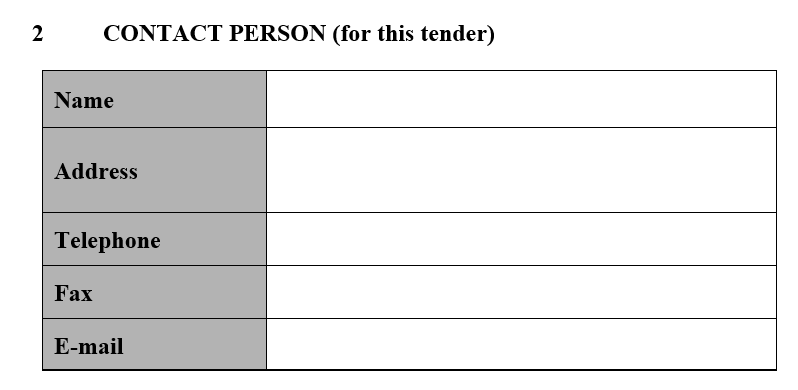 2 CONTACT PERSON (for this tender)
Name
Address
Telephone
Fax
E-mail